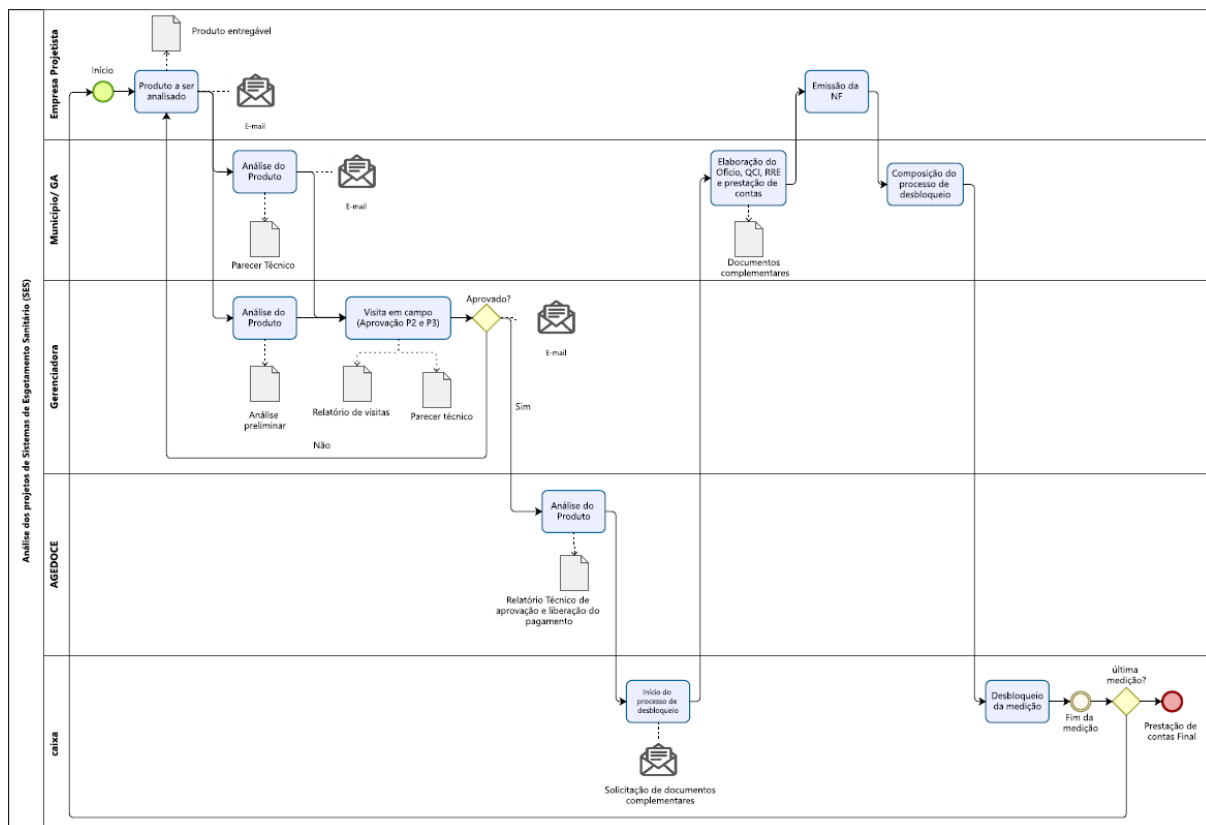 Análise dos projetos de Sistemas de Esgotamento Sanitário (SES)
Empresa Projetista
Início
Produto a ser
analisado
Produto entregável
E-mail
Município/ GA
Análise do
Produto
Parecer Técnico
E-mail
Elaboração do
Ofício, QCI, RRE
e prestação de
contas
Documentos
complementares
Emissão da
NF
Composição do
processo de
desbloqueio
Gerenciadora
Análise do
Produto
Análise
preliminar
Visita em campo
(Aprovação P2 e P3)
Relatório de visitas
Parecer técnico
Aprovado?
E-mail
Sim
Não
AGEDOCE
Análise do
Produto
Relatório Técnico de
aprovação e liberação do
pagamento
caixa
Início do
processo de
desbloqueio
Solicitação de documentos
complementares
Desbloqueio
da medição
Fim da
medição
última
medição?
Prestação de
contas Final